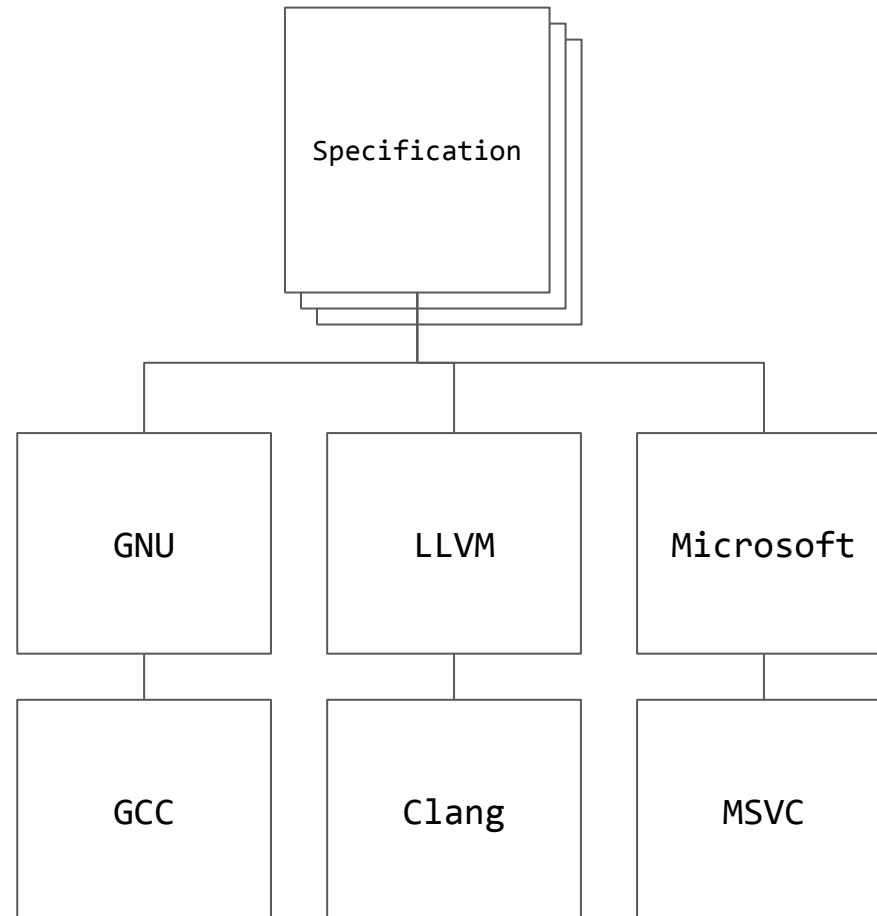 Specification
GNU
LLVM
Microsoft
GCC
Clang
MSVC